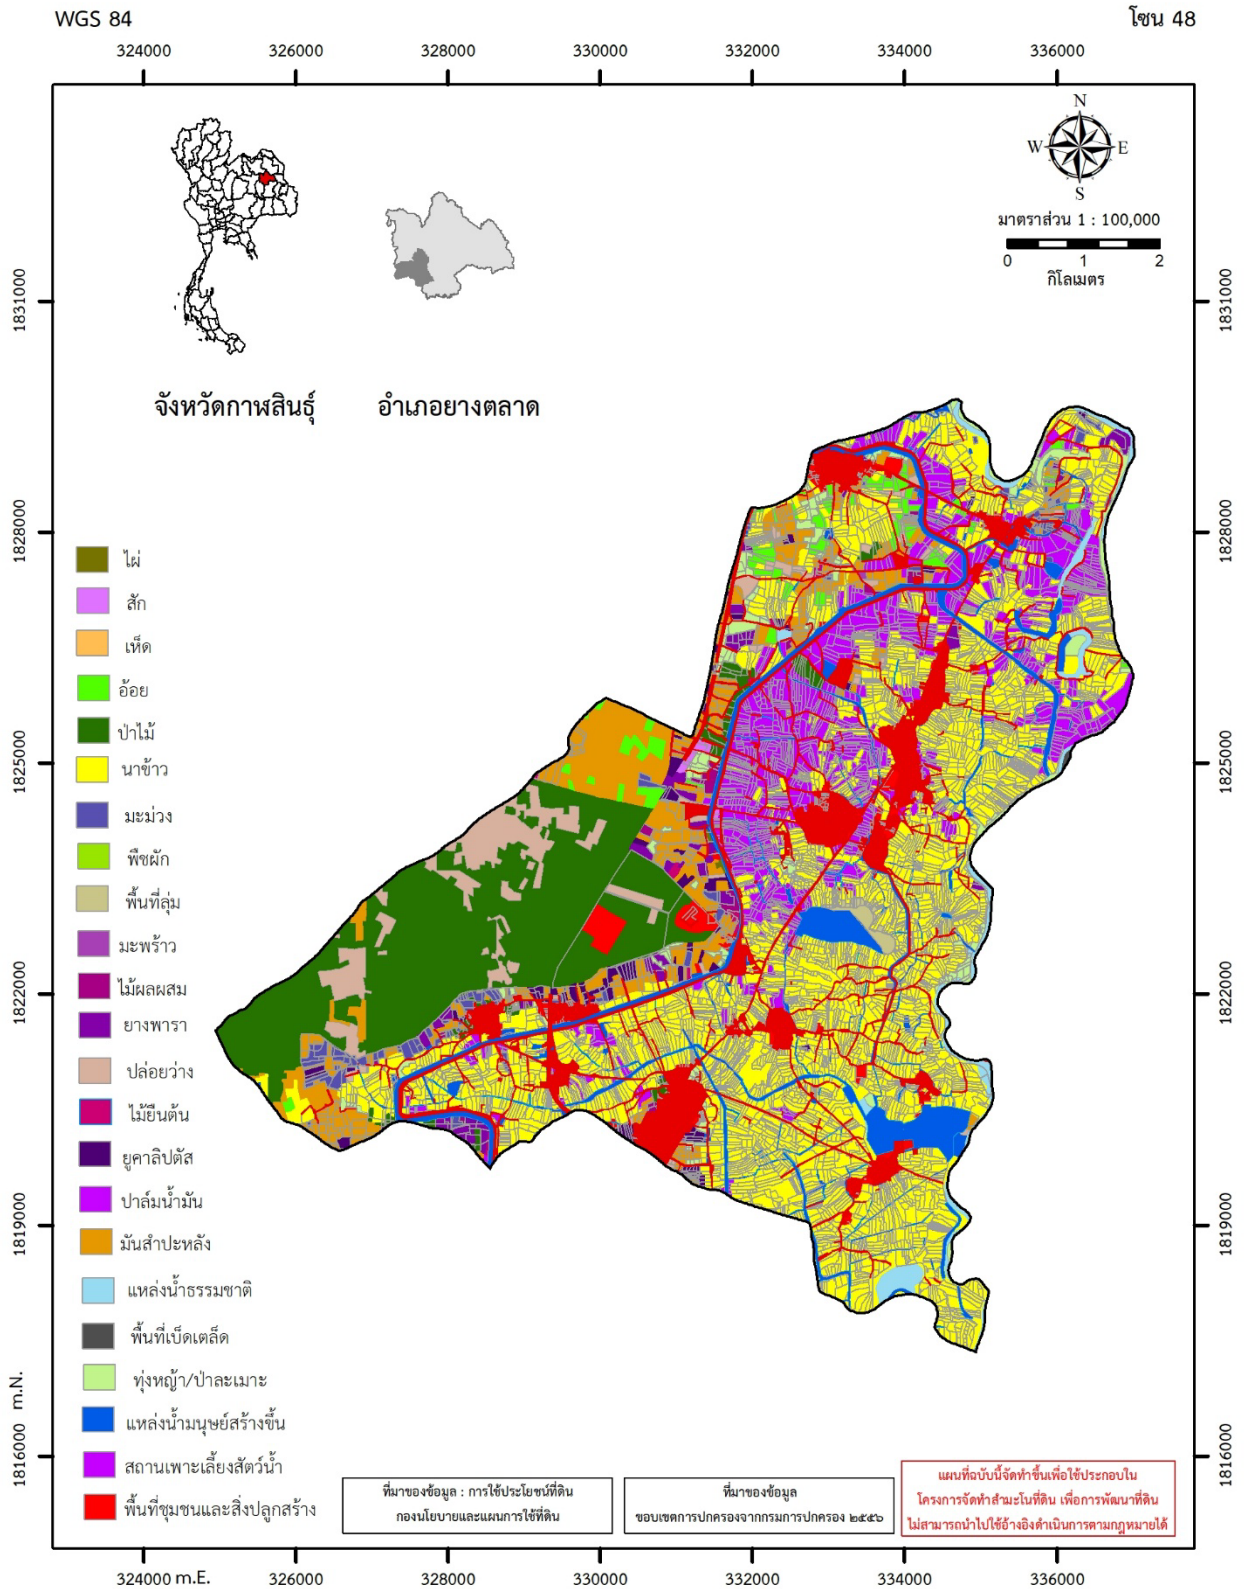 WGS 84
โซน 48
324000 326000 328000 330000 332000 334000 336000
N
W E
S
มาตราส่วน 1 : 100,000
0 1 2
กิโลเมตร
1831000
1831000
จังหวัดกาฬสินธุ์
อำเภอยางตลาด
1828000
1828000
ไผ่
สัก
เห็ด
อ้อย
ป่าไม้
นาข้าว
1825000
1825000
มะม่วง
พืชผัก
พื้นที่ลุ่ม
มะพร้าว
ไม้ผลผสม
1822000
1822000
ยางพารา
ปล่อยว่าง
ไม้ยืนต้น
ยูคาลิปตัส
ปาล์มน้ำมัน
1819000
1819000
มันสำปะหลัง
แหล่งน้ำธรรมชาติ
พื้นที่เบ็ดเตล็ด
ทุ่งหญ้า/ป่าละเมาะ
m.N.
แหล่งน้ำมนุษย์สร้างขึ้น
สถานเพาะเลี้ยงสัตว์น้ำ
1816000
1816000
พื้นที่ชุมชนและสิ่งปลูกสร้าง
ที่มาของข้อมูล : การใช้ประโยชน์ที่ดิน
กองนโยบายและแผนการใช้ที่ดิน
ที่มาของข้อมูล
ขอบเขตการปกครองจากกรมการปกครอง ๒๕๕๖
แผนที่ฉบับนี้จัดทำขึ้นเพื่อใช้ประกอบใน
โครงการจัดทำสำมะโนที่ดิน เพื่อการพัฒนาที่ดิน
ไม่สามารถนำไปใช้อ้างอิงดำเนินการตามกฎหมายได้
324000 m.E. 326000 328000 330000 332000 334000 336000